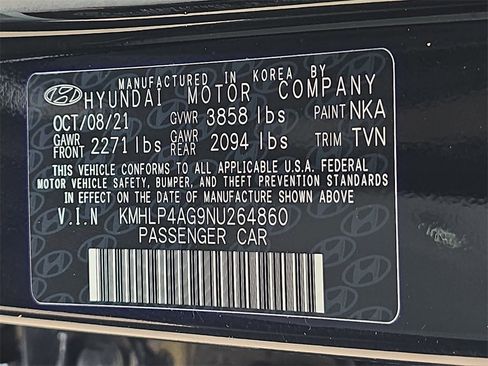 MANUFACTURED IN KOREA BY
HYUNDAI MOTOR COMPANY
OCT/08/21 GVWR 3858 lbs PAINT NKA
GAWR FRONT 2271 lbs GAWR REAR 2094 lbs TRIM TVN
THIS VEHICLE CONFORMS TO ALL APPLICABLE U.S.A. FEDERAL
MOTOR VEHICLE SAFETY, BUMPER, AND THEFT PREVENTION STANDARDS
IN EFFECT ON THE DATE OF MANUFACTURE SHOWN ABOVE.
V.I.N KMHLP4AG9NU264860
PASSENGER CAR